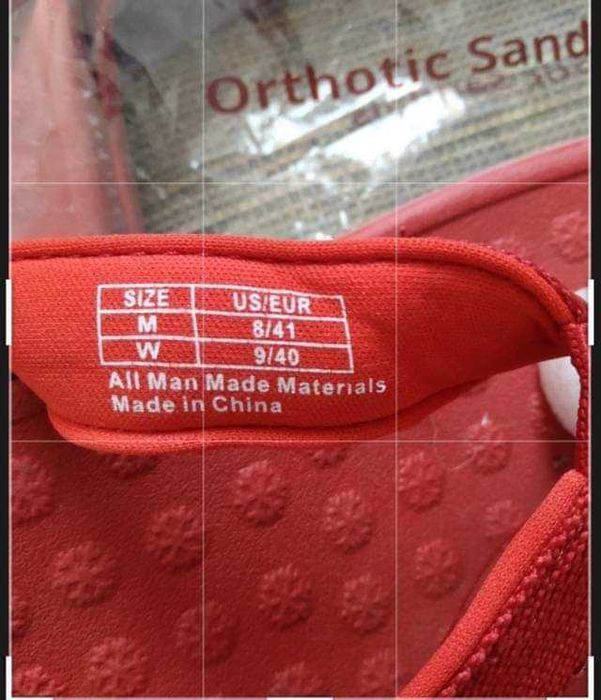 Orthotic Sand
SIZE US/EUR
M 8/41
W 9/40
All Man Made Materials
Made in China